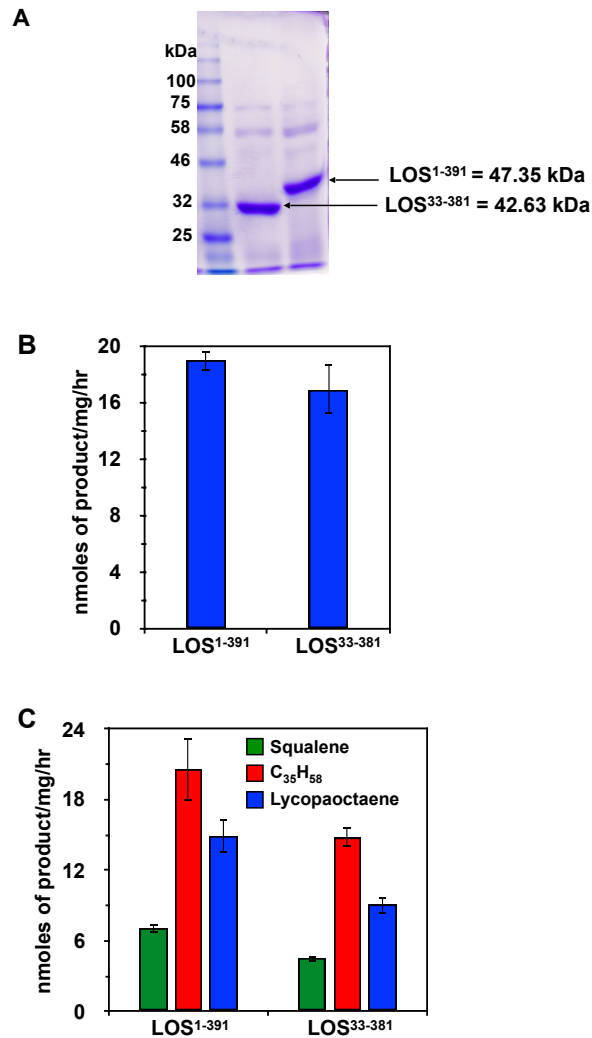 A
kDa
100
75
58
46
32
25
LOS¹⁻³⁹¹ = 47.35 kDa
LOS³³⁻³⁸¹ = 42.63 kDa
B
nmoles of product/mg/hr
20
16
12
8
4
0
LOS¹⁻³⁹¹ LOS³³⁻³⁸¹
C
nmoles of product/mg/hr
24
18
12
6
0
Squalene
C₃₅H₅₈
Lycopaoctaene
LOS¹⁻³⁹¹ LOS³³⁻³⁸¹